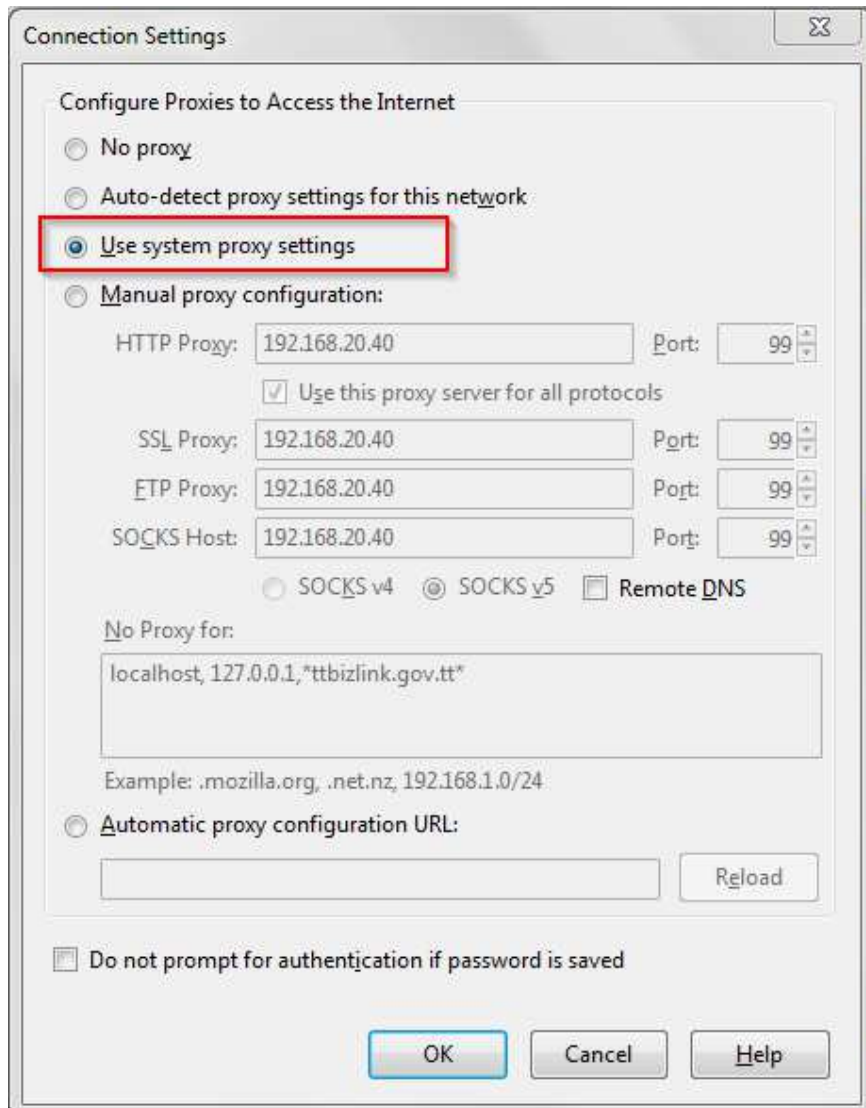 Connection Settings
Configure Proxies to Access the Internet
No proxy
Auto-detect proxy settings for this network
Use system proxy settings
Manual proxy configuration:
HTTP Proxy: 192.168.20.40 Port: 99
Use this proxy server for all protocols
SSL Proxy: 192.168.20.40 Port: 99
FTP Proxy: 192.168.20.40 Port: 99
SOCKS Host: 192.168.20.40 Port: 99
SOCKS v4 SOCKS v5 Remote DNS
No Proxy for:
localhost, 127.0.0.1,*ttbizlink.gov.tt*
Example: .mozilla.org, .net.nz, 192.168.1.0/24
Automatic proxy configuration URL:
Reload
Do not prompt for authentication if password is saved
OK Cancel Help